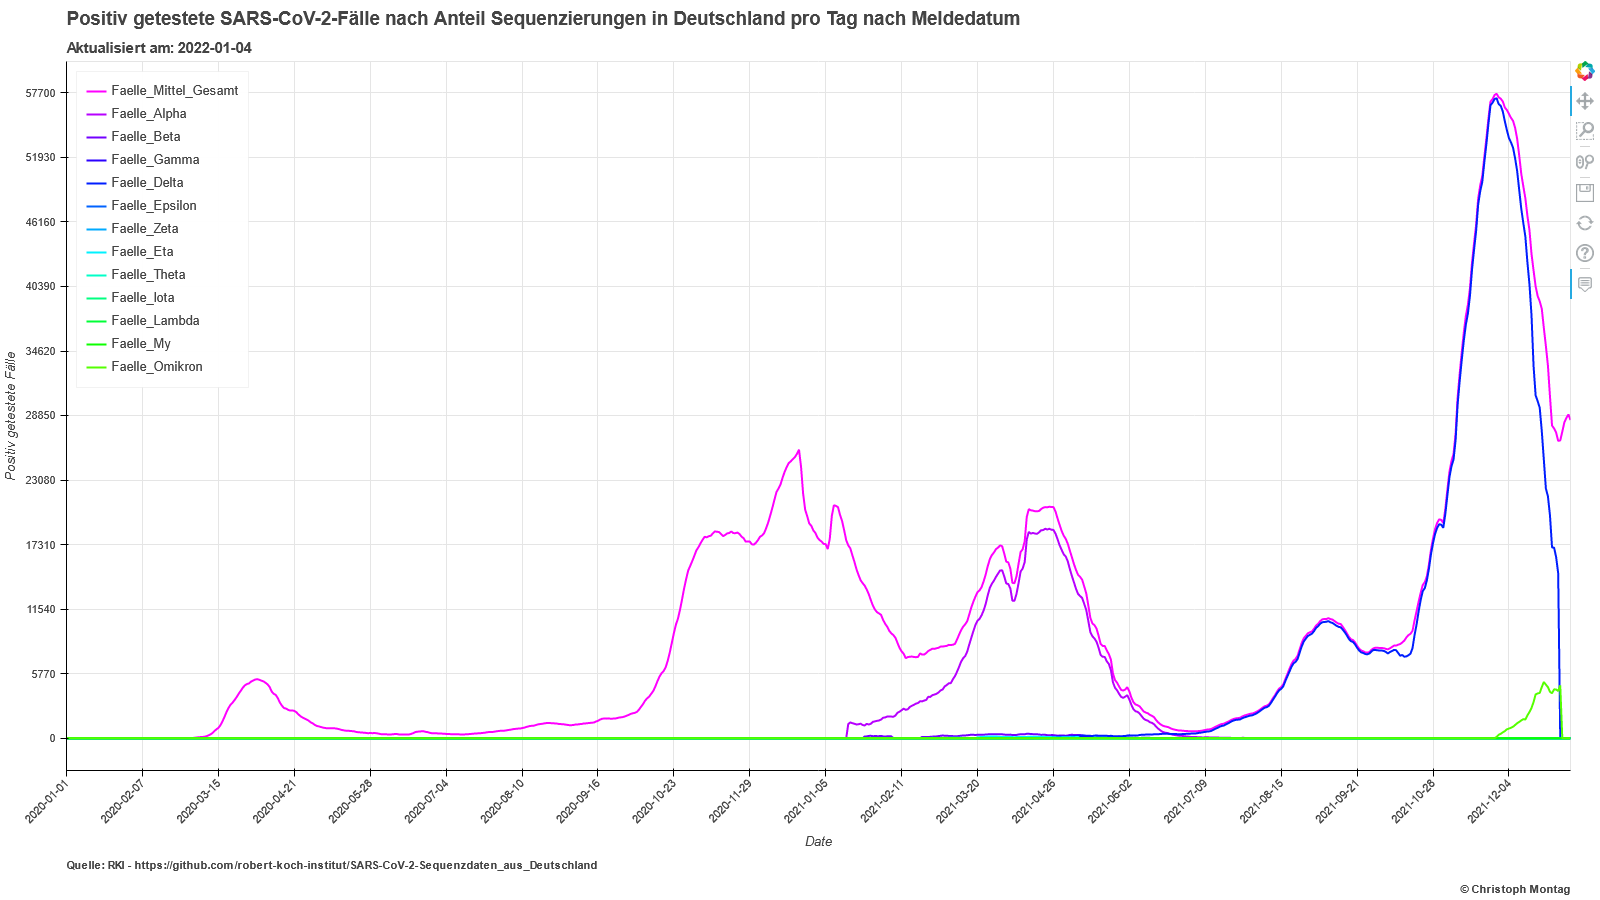 Positiv getestete SARS-CoV-2-Fälle nach Anteil Sequenzierungen in Deutschland pro Tag nach Meldedatum
Aktualisiert am: 2022-01-04
Faelle_Mittel_Gesamt
Faelle_Alpha
Faelle_Beta
Faelle_Gamma
Faelle_Delta
Faelle_Epsilon
Faelle_Zeta
Faelle_Eta
Faelle_Theta
Faelle_Iota
Faelle_Lambda
Faelle_My
Faelle_Omikron
57700
51930
46160
40390
34620
28850
23080
17310
11540
5770
0
Positiv getestete Fälle
2020-01-01
2020-02-07
2020-03-15
2020-04-21
2020-05-28
2020-07-04
2020-08-10
2020-09-16
2020-10-23
2020-11-29
2021-01-05
2021-02-11
2021-03-20
2021-04-26
2021-06-02
2021-07-09
2021-08-15
2021-09-21
2021-10-28
2021-12-04
Date
Quelle: RKI - https://github.com/robert-koch-institut/SARS-CoV-2-Sequenzdaten_aus_Deutschland
© Christoph Montag